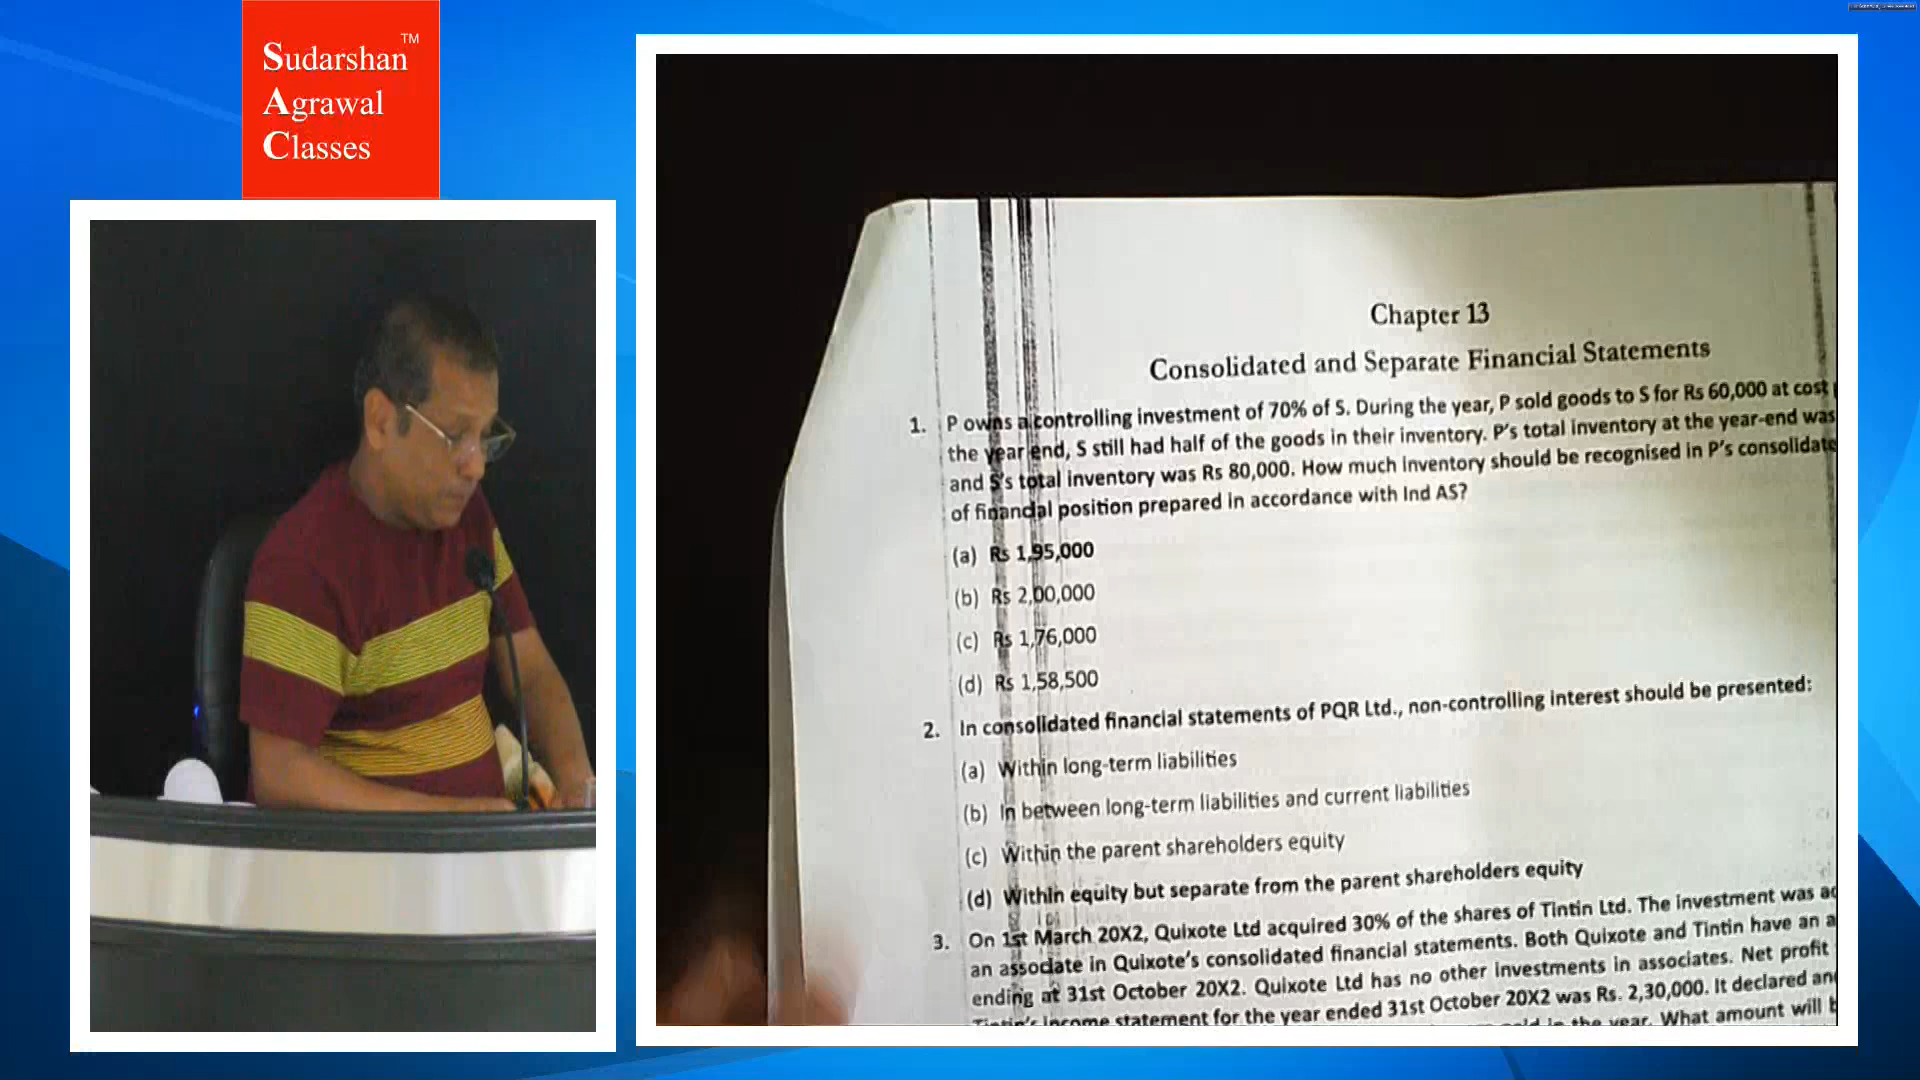 Sudarshan TM
Agrawal
Classes
Chapter 13
Consolidated and Separate Financial Statements
1. P owns a controlling investment of 70% of S. During the year, P sold goods to S for Rs 60,000 at cost
the year end, S still had half of the goods in their inventory. P's total inventory at the year-end was
and S's total inventory was Rs 80,000. How much inventory should be recognised in P's consolidate
of financial position prepared in accordance with Ind AS?
(a) Rs 1,95,000
(b) Rs 2,00,000
(c) Rs 1,76,000
(d) Rs 1,58,500
2. In consolidated financial statements of PQR Ltd., non-controlling interest should be presented:
(a) Within long-term liabilities
(b) In between long-term liabilities and current liabilities
(c) Within the parent shareholders equity
(d) Within equity but separate from the parent shareholders equity
3. On 1st March 20X2, Quixote Ltd acquired 30% of the shares of Tintin Ltd. The investment was
an associate in Quixote's consolidated financial statements. Both Quixote and Tintin have an
ending at 31st October 20X2. Quixote Ltd has no other investments in associates. Net profit
Tintin's income statement for the year ended 31st October 20X2 was Rs. 2,30,000. It declared
in the year. What amount will